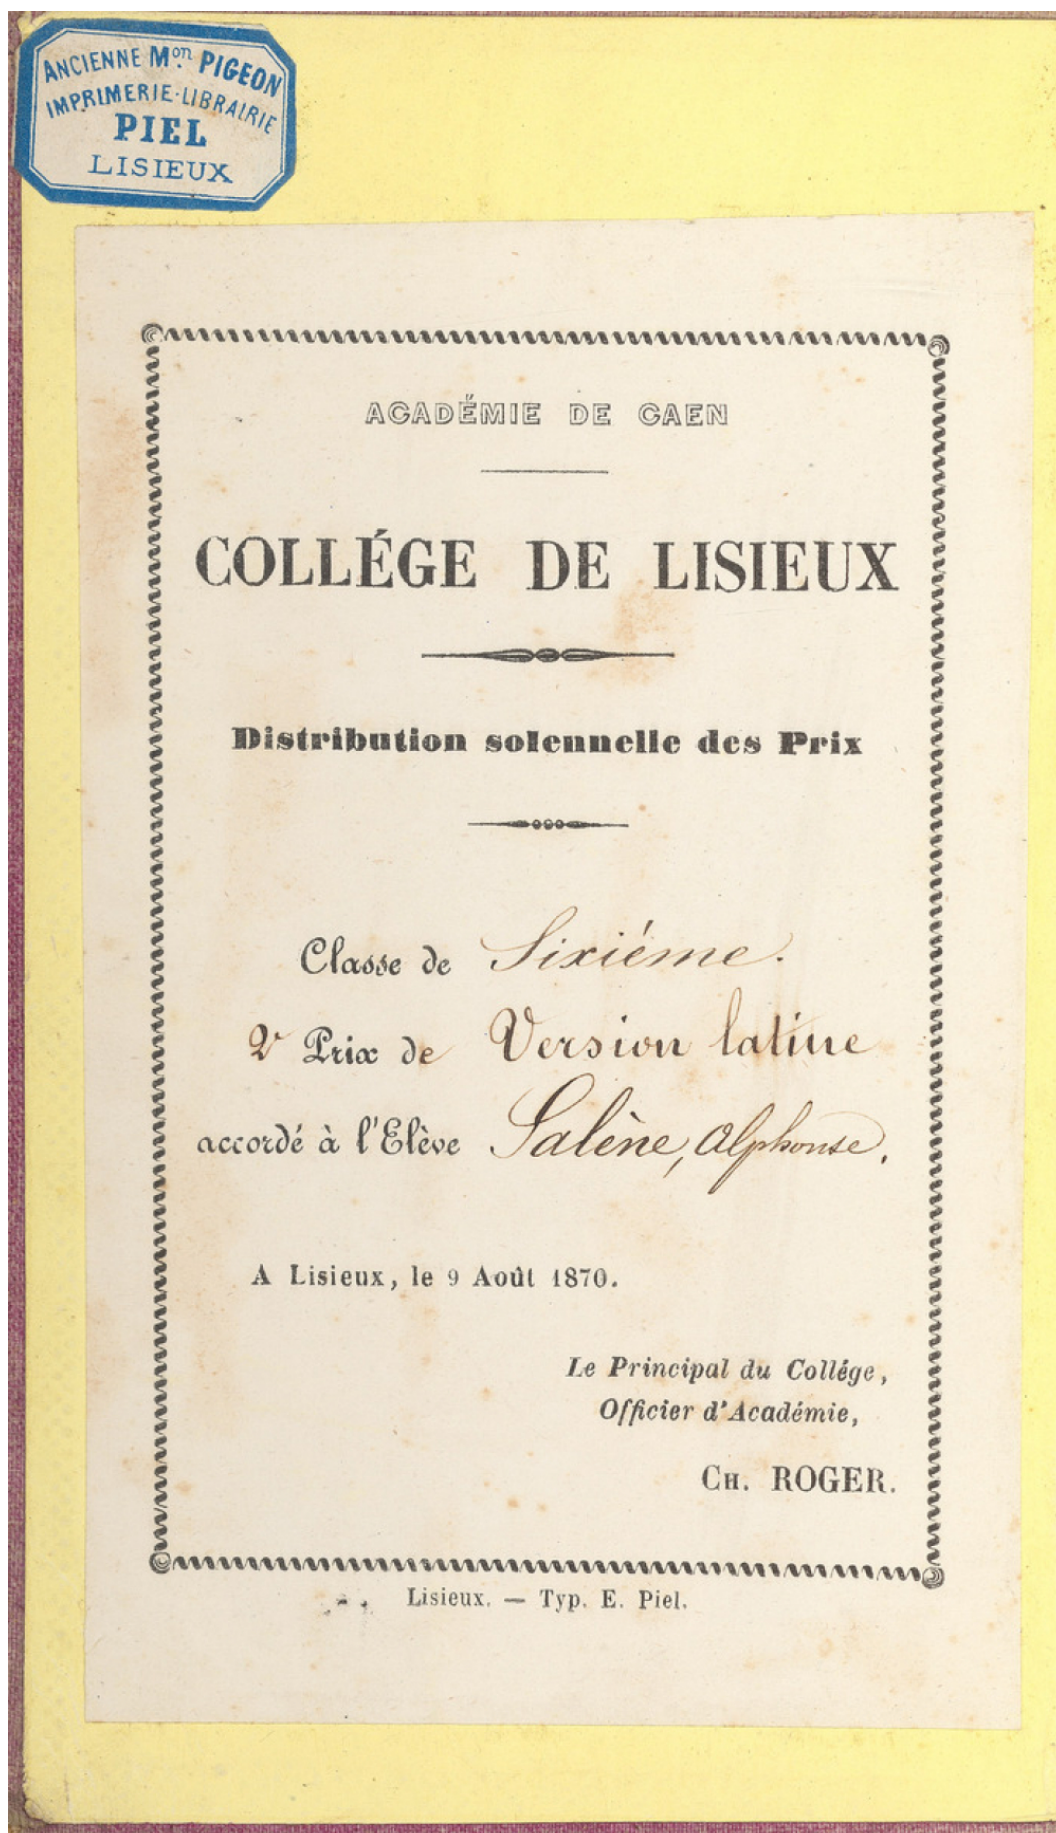 ANCIENNE Mon PIGEON
IMPRIMERIE-LIBRAIRIE
PIEL
LISIEUX
ACADÉMIE DE CAEN
COLLÉGE DE LISIEUX
Distribution solennelle des Prix
Classe de Sixiéme.
2e Prix de Version latine
accordé à l'Elève Salène, Alphonse.
A Lisieux, le 9 Août 1870.
Le Principal du Collége,
Officier d'Académie,
CH. ROGER.
Lisieux. — Typ. E. Piel.